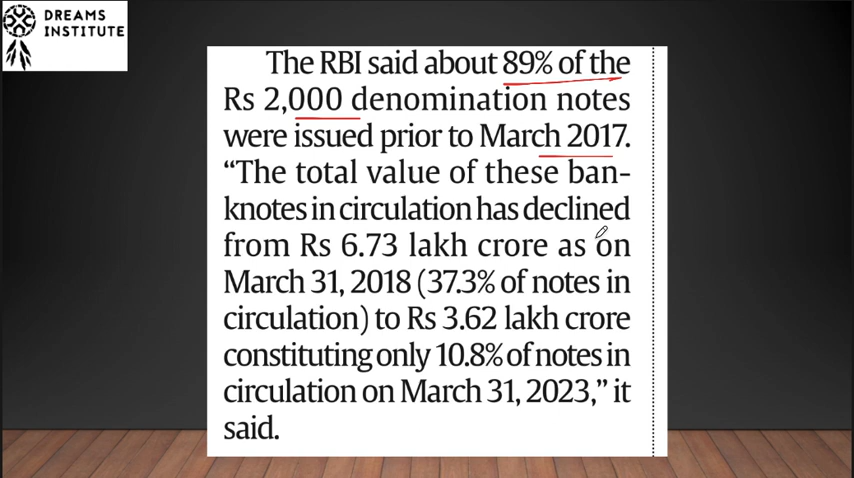 DREAMS
INSTITUTE
The RBI said about 89% of the
Rs 2,000 denomination notes
were issued prior to March 2017.
“The total value of these ban-
knotes in circulation has declined
from Rs 6.73 lakh crore as on
March 31, 2018 (37.3% of notes in
circulation) to Rs 3.62 lakh crore
constituting only 10.8% of notes in
circulation on March 31, 2023,” it
said.